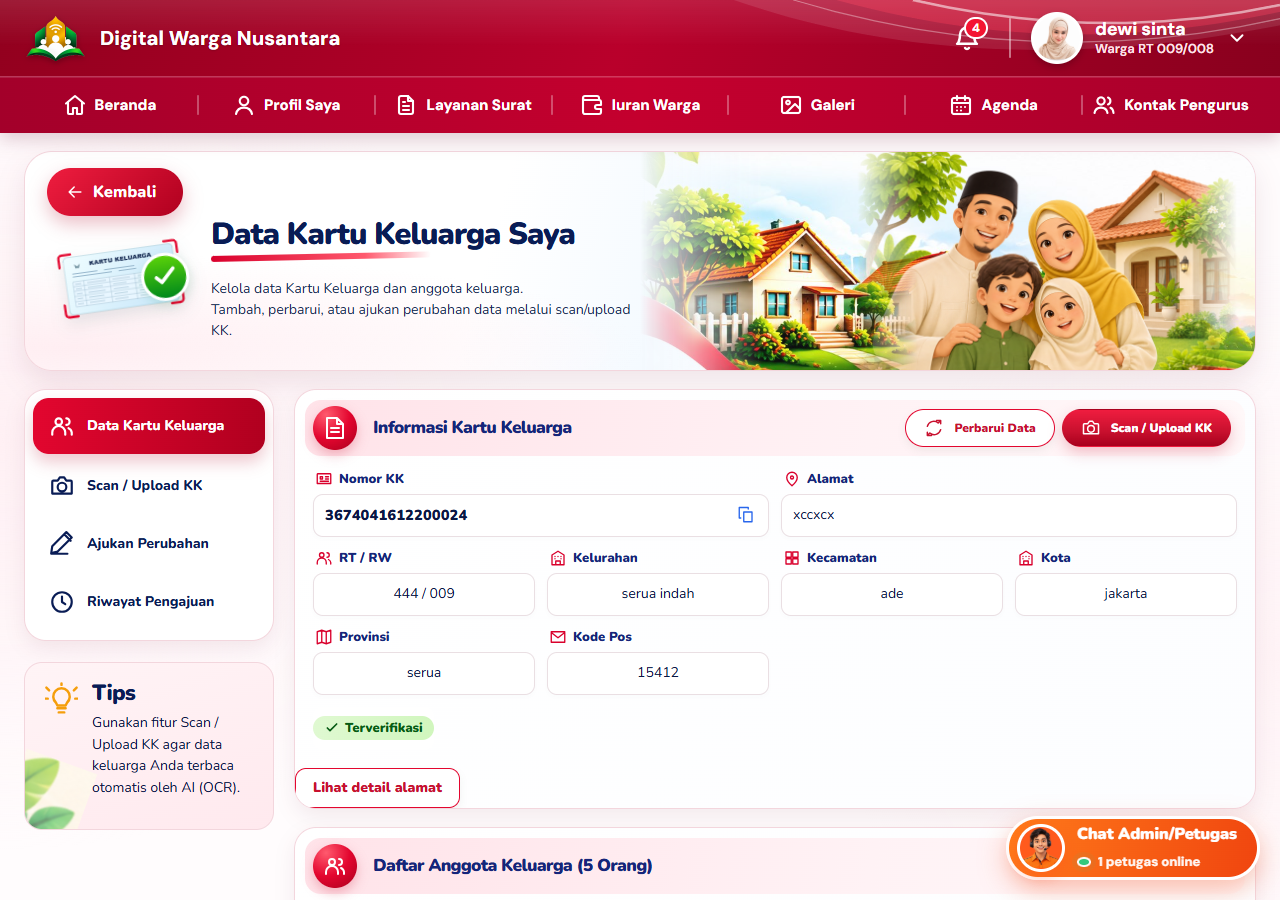 Digital Warga Nusantara
4
dewi sinta
Warga RT 009/008
Beranda
Profil Saya
Layanan Surat
Iuran Warga
Galeri
Agenda
Kontak Pengurus
Kembali
KARTU KELUARGA
Data Kartu Keluarga Saya
Kelola data Kartu Keluarga dan anggota keluarga.
Tambah, perbarui, atau ajukan perubahan data melalui scan/upload
KK.
Data Kartu Keluarga
Scan / Upload KK
Ajukan Perubahan
Riwayat Pengajuan
Tips
Gunakan fitur Scan /
Upload KK agar data
keluarga Anda terbaca
otomatis oleh AI (OCR).
Informasi Kartu Keluarga
Perbarui Data
Scan / Upload KK
Nomor KK
Alamat
3674041612200024
xccxcx
RT / RW
Kelurahan
Kecamatan
Kota
444 / 009
serua indah
ade
jakarta
Provinsi
Kode Pos
serua
15412
Terverifikasi
Lihat detail alamat
Daftar Anggota Keluarga (5 Orang)
Chat Admin/Petugas
1 petugas online